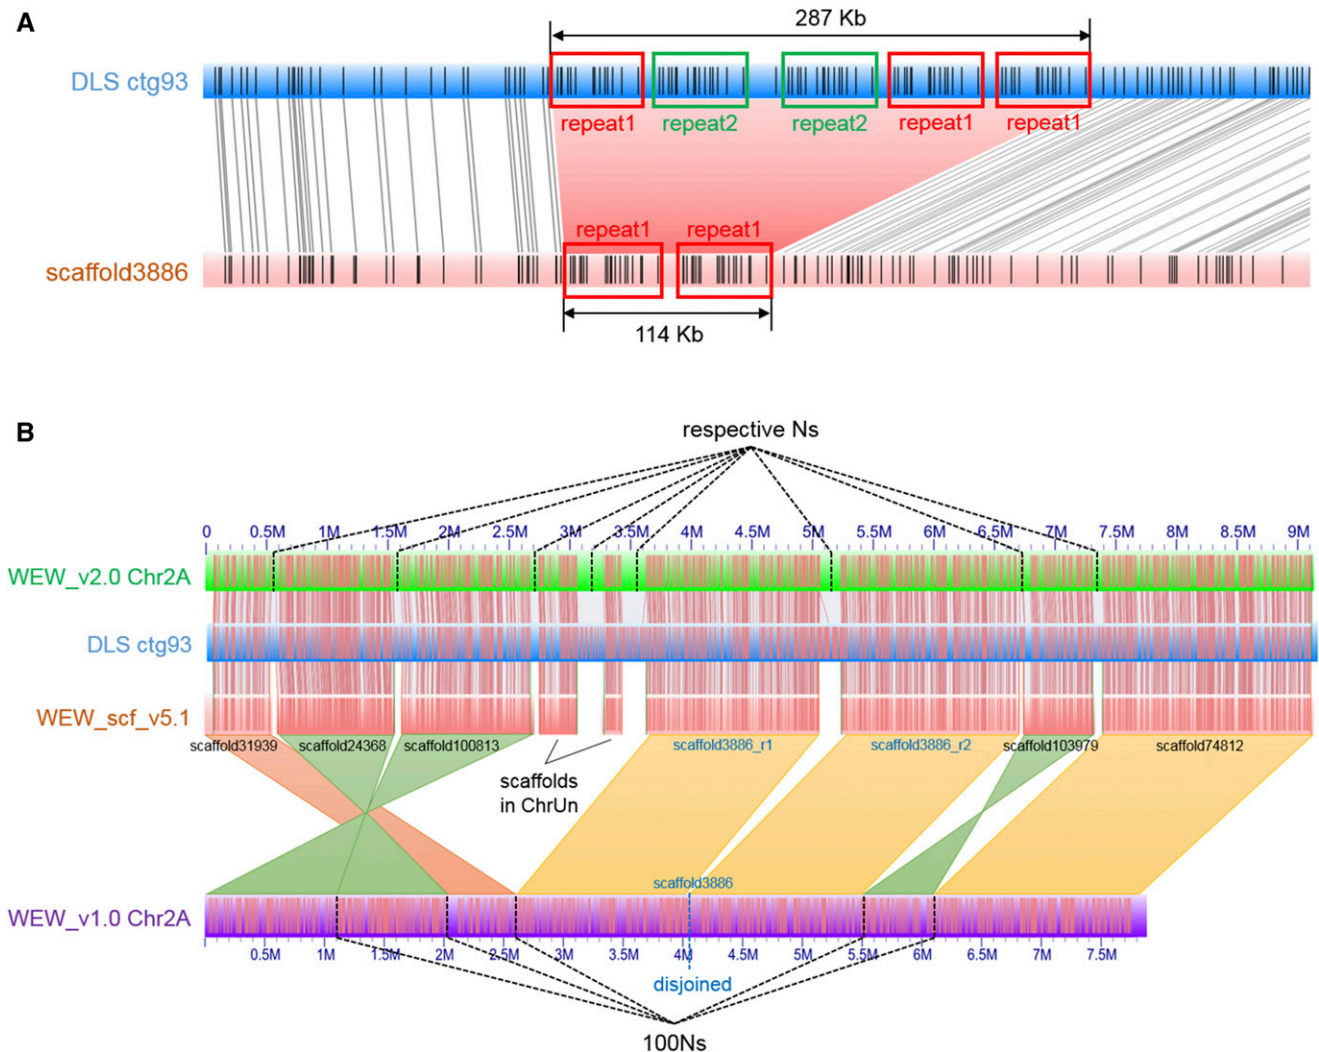 A
287 Kb
DLS ctg93
repeat1 repeat2 repeat2 repeat1 repeat1
repeat1 repeat1
scaffold3886
114 Kb
B
respective Ns
0 0.5M 1M 1.5M 2M 2.5M 3M 3.5M 4M 4.5M 5M 5.5M 6M 6.5M 7M 7.5M 8M 8.5M 9M
WEW_v2.0 Chr2A
DLS ctg93
WEW_scf_v5.1
scaffold31939 scaffold24368 scaffold100813 scaffold3886_r1 scaffold3886_r2 scaffold103979 scaffold74812
scaffolds
in ChrUn
scaffold3886
WEW_v1.0 Chr2A
0.5M 1M 1.5M 2M 2.5M 3M 3.5M 4M 4.5M 5M 5.5M 6M 6.5M 7M 7.5M
disjoined
100Ns